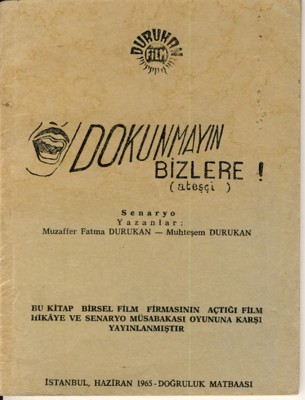 DURUKAN
FİLM
DOKUNMAYIN
BİZLERE !
(ateşçi)
Senaryo
Yazanlar:
Muzaffer Fatma DURUKAN — Muhteşem DURUKAN
BU KİTAP BİRSEL FİLM FİRMASININ AÇTIĞI FİLM
HİKÂYE VE SENARYO MÜSABAKASI OYUNUNA KARŞI
YAYINLANMIŞTIR
İSTANBUL, HAZİRAN 1965 - DOĞRULUK MATBAASI